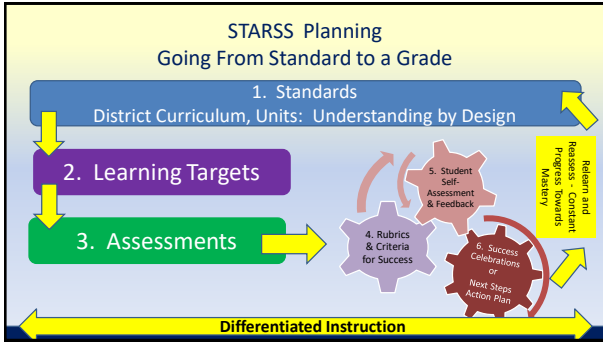 STARSS Planning
Going From Standard to a Grade
1. Standards
District Curriculum, Units: Understanding by Design
2. Learning Targets
3. Assessments
4. Rubrics
& Criteria
for Success
5. Student
Self-
Assessment
& Feedback
6. Success
Celebrations
or
Next Steps
Action Plan
Relearn and
Reassess - Constant
Progress Towards
Mastery
Differentiated Instruction